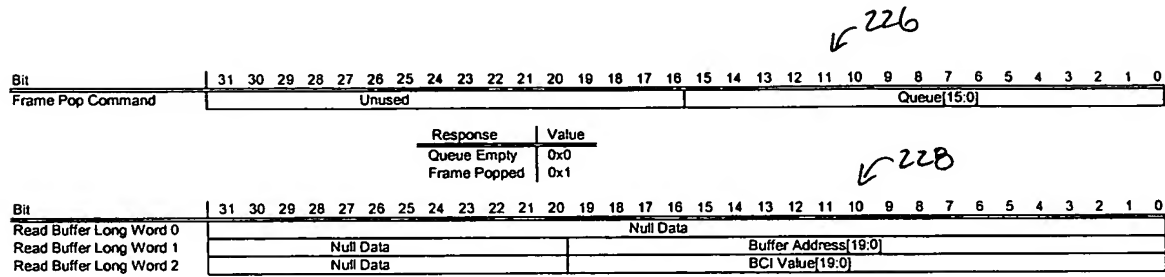 226
Bit 31 30 29 28 27 26 25 24 23 22 21 20 19 18 17 16 15 14 13 12 11 10 9 8 7 6 5 4 3 2 1 0
Frame Pop Command Unused Queue[15:0]
Response Value
Queue Empty 0x0
Frame Popped 0x1
228
Bit 31 30 29 28 27 26 25 24 23 22 21 20 19 18 17 16 15 14 13 12 11 10 9 8 7 6 5 4 3 2 1 0
Read Buffer Long Word 0 Null Data
Read Buffer Long Word 1 Null Data Buffer Address[19:0]
Read Buffer Long Word 2 Null Data BCI Value[19:0]